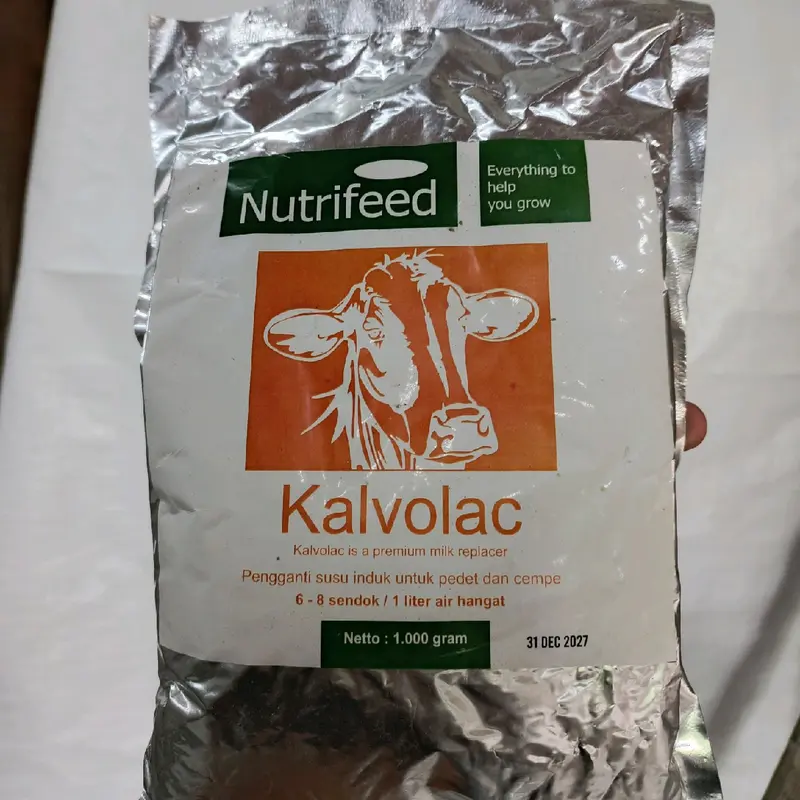 Nutrifeed
Everything to
help
you grow
Kalvolac
Kalvolac is a premium milk replacer
Pengganti susu induk untuk pedet dan cempe
6 - 8 sendok / 1 liter air hangat
Netto : 1.000 gram
31 DEC 2027